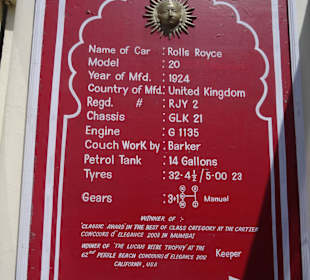 Name of Car : Rolls Royce
Model : 20
Year of Mfd. : 1924
Country of Mfd. : United Kingdom
Regd. # : RJY 2
Chassis : GLK 21
Engine : G 1135
Couch Work by : Barker
Petrol Tank : 14 Gallons
Tyres : 32-4½/5-00 23
Gears : 3+1 Manual
WINNER OF :-
'CLASSIC AWARD IN THE BEST OF CLASS CATEGORY AT THE CARTIER
CONCOURS D' ELEGANCE 2008 IN MUMBAI
WINNER OF 'THE LUCIUS BEEBE TROPHY' AT THE
62ND PEBBLE BEACH CONCOURS D'ELEGANCE 2012
CALIFORNIA, USA
Keeper